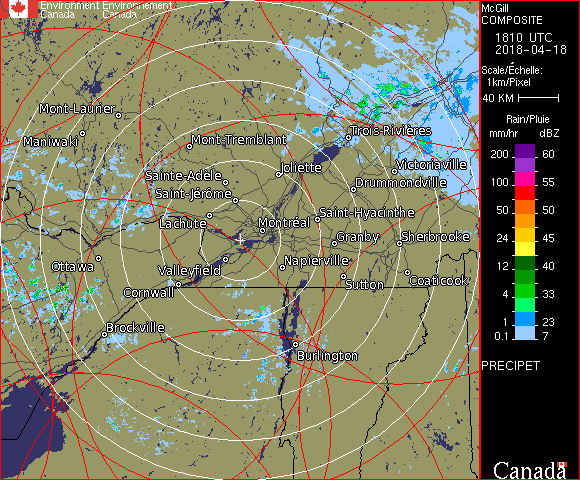 Environment Environnement
Canada Canada
McGill
COMPOSITE
1810 UTC
2018-04-18
Scale/Échelle:
1km/Pixel
40 KM
Rain/Pluie
mm/hr dBZ
200 60
55
100 55
50 50
45
24 45
12 40
4 33
1 23
0.1 7
PRECIPET
Canada
Mont-Laurier
Maniwaki
Mont-Tremblant
Trois-Rivières
Joliette
Victoriaville
Sainte-Adèle
Drummondville
Saint-Jérôme
Lachute
Saint-Hyacinthe
Montréal
Granby
Sherbrooke
Ottawa
Valleyfield
Napierville
Cornwall
Sutton
Coaticook
Brockville
Burlington